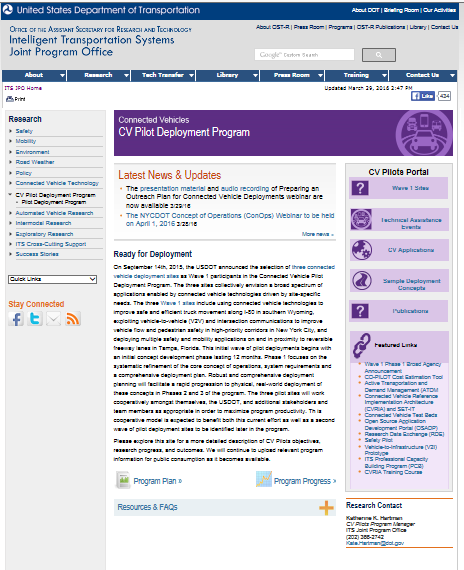 United States Department of Transportation
About DOT | Briefing Room | Our Activities
OFFICE OF THE ASSISTANT SECRETARY FOR RESEARCH AND TECHNOLOGY
About OST-R | Press Room | Programs | OST-R Publications | Library | Contact Us
Intelligent Transportation Systems
Joint Program Office
Google™ Custom Search
About
Research
Tech Transfer
Library
Press Room
Training
Contact Us
ITS JPO Home
Updated March 29, 2016 2:47 PM
Print
Like 434
Research
Safety
Mobility
Environment
Road Weather
Policy
Connected Vehicle Technology
CV Pilot Deployment Program
Pilot Deployment Program
Automated Vehicle Research
Intermodal Research
Exploratory Research
ITS Cross-Cutting Support
Success Stories
Quick Links
Stay Connected
Connected Vehicles
CV Pilot Deployment Program
Latest News & Updates
The presentation material and audio recording of Preparing an
Outreach Plan for Connected Vehicle Deployments webinar are
now available 3/29/16
The NYCDOT Concept of Operations (ConOps) Webinar to be held
on April 1, 2016 3/28/16
More news »
Ready for Deployment
On September 14th, 2015, the USDOT announced the selection of three connected
vehicle deployment sites as Wave 1 participants in the Connected Vehicle Pilot
Deployment Program. The three sites collectively envision a broad spectrum of
applications enabled by connected vehicle technologies driven by site-specific
needs. The three Wave 1 sites include using connected vehicle technologies to
improve safe and efficient truck movement along I-80 in southern Wyoming,
exploiting vehicle-to-vehicle (V2V) and intersection communications to improve
vehicle flow and pedestrian safety in high-priority corridors in New York City, and
deploying multiple safety and mobility applications on and in proximity to reversible
freeway lanes in Tampa, Florida. This initial wave of pilot deployments begins with
an initial concept development phase lasting 12 months. Phase 1 focuses on the
systematic refinement of the core concept of operations, system requirements and
a comprehensive deployment plan. Robust and comprehensive deployment
planning will facilitate a rapid progression to physical, real-world deployment of
these concepts in Phases 2 and 3 of the program. The three pilot sites will work
cooperatively amongst themselves, the USDOT, and additional stakeholders and
team members as appropriate in order to maximize program productivity. Th is
cooperative model is expected to benefit both this current effort as well as a second
wave of pilot deployment sites to be identified later in the program.
Please explore this site for a more detailed description of CV Pilots objectives,
research progress, and outcomes. We will continue to upload relevant program
information for public consumption as it becomes available.
Program Plan »
Program Progress ›
Resources & FAQs
CV Pilots Portal
Wave 1 Sites
Technical Assistance
Events
CV Applications
Sample Deployment
Concepts
Publications
Featured Links
Wave 1 Phase 1 Broad Agency
Announcement
CO-PILOT Cost Estimation Tool
Active Transportation and
Demand Management (ATDM
Connected Vehicle Reference
Implementation Architecture
(CVRIA) and SET-IT
Connected Vehicle Test Beds
Open Source Application
Development Portal (OSADP)
Research Data Exchange (RDE)
Safety Pilot
Vehicle-to-Infrastructure (V2I)
Prototype
ITS Professional Capacity
Building Program (PCB)
CVRIA Training Course
Research Contact
Katherine K. Hartman
CV Pilots Program Manager
ITS Joint Program Office
(202) 366-2742
Kate.Hartman@dot.gov